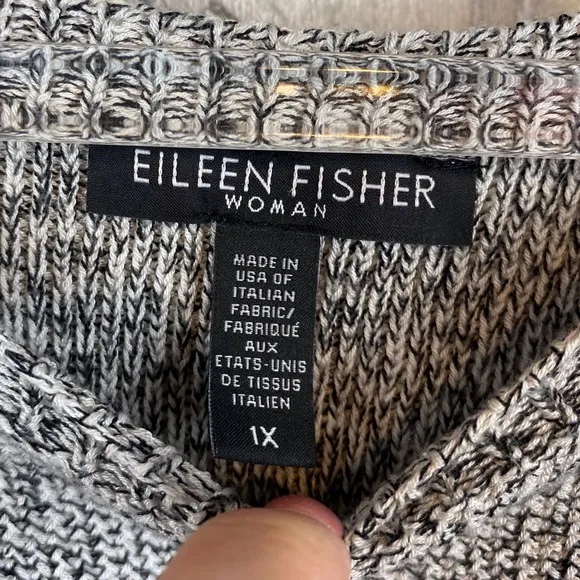 EILEEN FISHER
WOMAN
MADE IN
USA OF
ITALIAN
FABRIC/
FABRIQUÉ
AUX
ETATS-UNIS
DE TISSUS
ITALIEN
1X